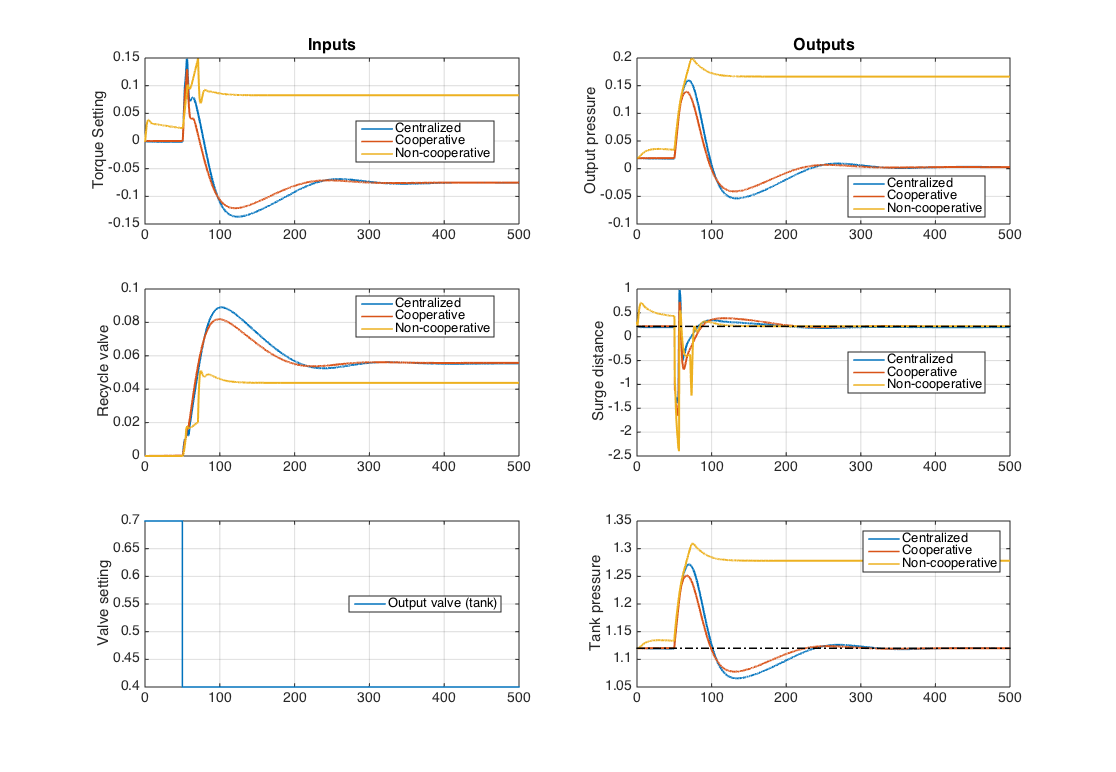 Inputs
Torque Setting
0.15
0.1
0.05
0
-0.05
-0.1
-0.15
Centralized
Cooperative
Non-cooperative
0 100 200 300 400 500
Outputs
Output pressure
0.2
0.15
0.1
0.05
0
-0.05
-0.1
Centralized
Cooperative
Non-cooperative
0 100 200 300 400 500
Recycle valve
0.1
0.08
0.06
0.04
0.02
0
Centralized
Cooperative
Non-cooperative
0 100 200 300 400 500
Surge distance
1
0.5
0
-0.5
-1
-1.5
-2
-2.5
Centralized
Cooperative
Non-cooperative
0 100 200 300 400 500
Valve setting
0.7
0.65
0.6
0.55
0.5
0.45
0.4
Output valve (tank)
0 100 200 300 400 500
Tank pressure
1.35
1.3
1.25
1.2
1.15
1.1
1.05
Centralized
Cooperative
Non-cooperative
0 100 200 300 400 500